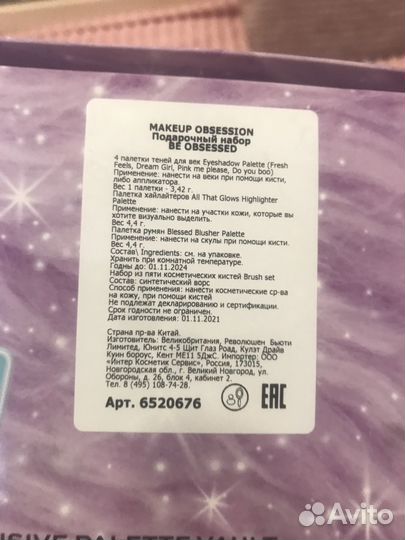 MAKEUP OBSESSION
Подарочный набор
BE OBSESSED
4 палетки теней для век Eyeshadow Palette (Fresh
Feels, Dream Girl, Pink me please, Do you boo)
Применение: нанести на веки при помощи кисти,
либо аппликатора.
Вес 1 палетки - 3,42 г.
Палетка хайлайтеров All That Glows Highlighter
Palette
Применение: нанести на участки кожи, которые вы
хотите визуально выделить.
Вес 4,4 г.
Палетка румян Blessed Blusher Palette
Применение: нанести на скулы при помощи кисти.
Вес 4,4 г.
Состав\ Ingredients: см. на упаковке.
Хранить при комнатной температуре.
Годны до: 01.11.2024
Набор из пяти косметических кистей Brush set
Состав: синтетический ворс
Способ применения: нанести косметические ср-ва
на кожу, при помощи кистей
Не подлежат декларированию и сертификации.
Срок годности не ограничен.
Дата изготовления: 01.11.2021
Страна пр-ва Китай.
Изготовитель: Великобритания, Революшен Бьюти
Лимитед, Юнитс 4-5 Щит Глаз Роад, Кулэт Драйв
Куин бороус, Кент МЕ11 5ДжС. Импортер: ООО
«Интер Косметик Сервис», Россия, 173015,
Новгородская обл., г. Великий Новгород, ул.
Обороны, д. 26, блок 4, кабинет 2.
Тел. 8 (495) 108-74-28.
Арт. 6520676
EAC
PALETTE VAULT
Avito